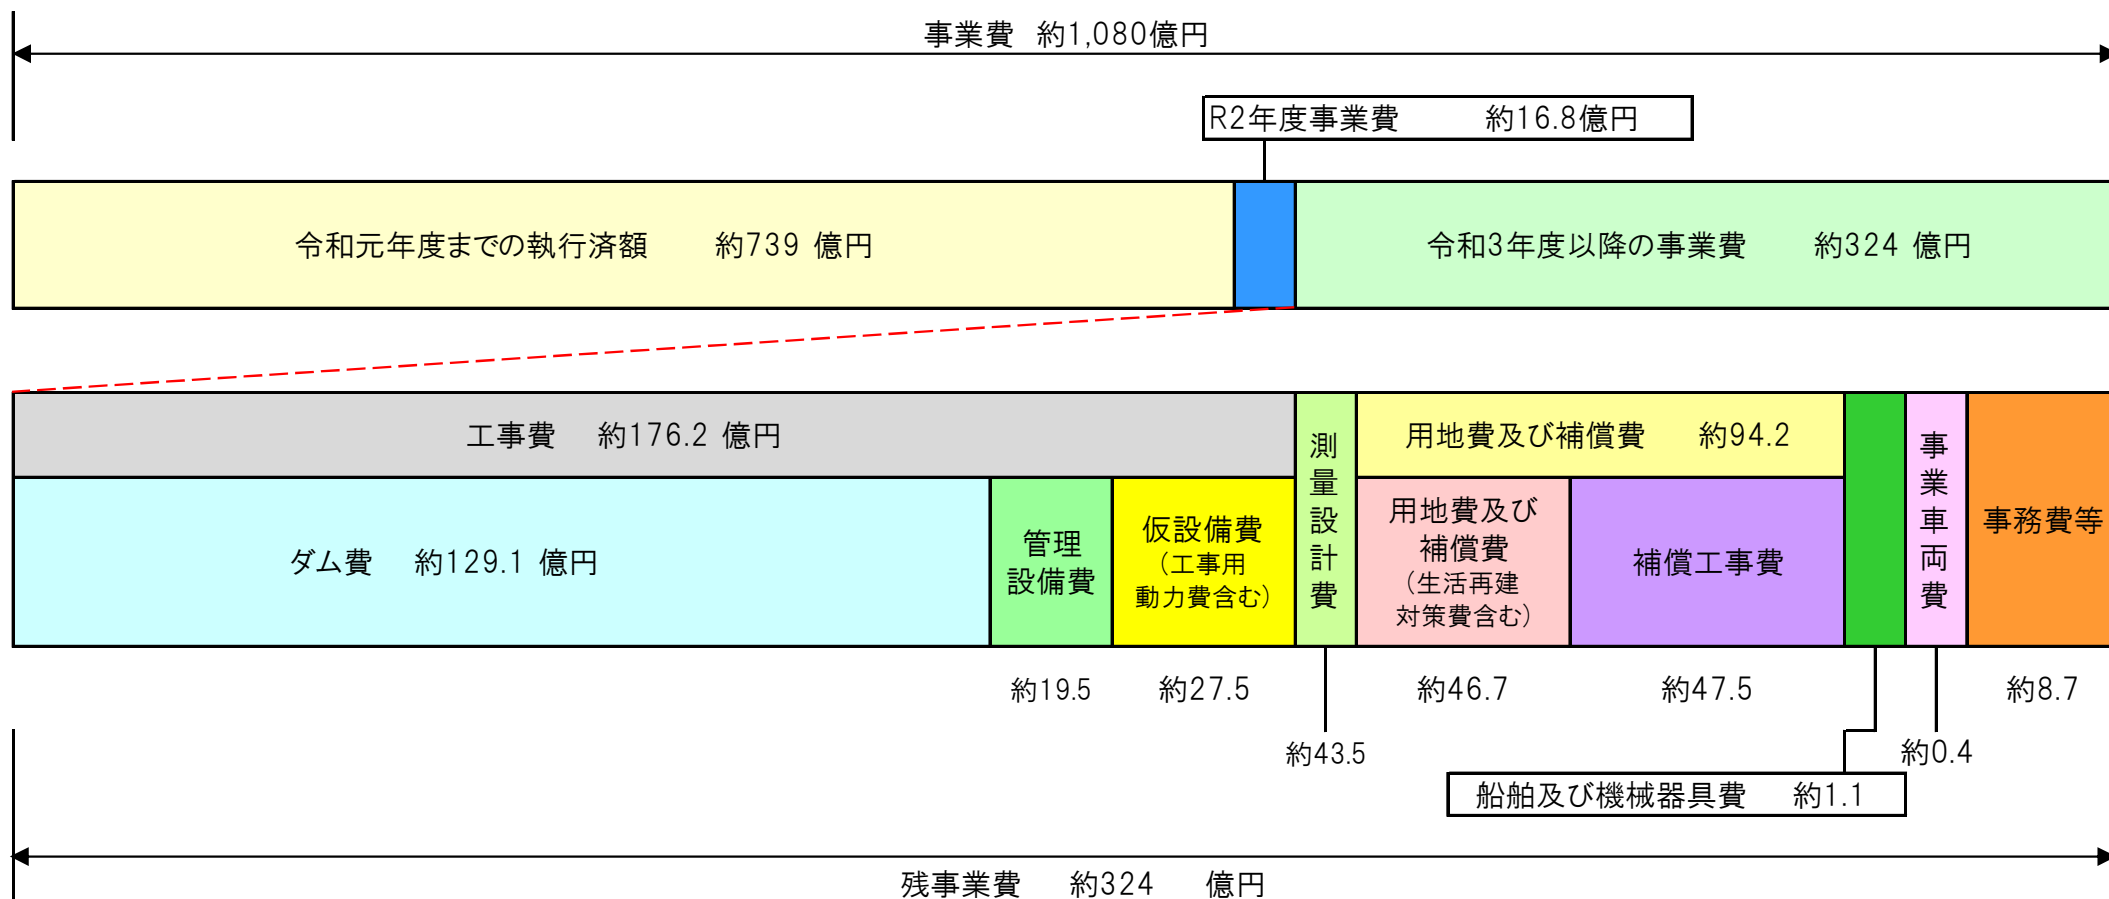 事業費 約1,080億円
R2年度事業費 約16.8億円
令和元年度までの執行済額 約739 億円
令和3年度以降の事業費 約324 億円
工事費 約176.2 億円
ダム費 約129.1 億円
管理
設備費
仮設備費
(工事用
動力費含む)
測量設計費
用地費及び補償費 約94.2
用地費及び
補償費
(生活再建
対策費含む)
補償工事費
事業車両費
事務費等
約19.5
約27.5
約43.5
約46.7
約47.5
約0.4
約8.7
船舶及び機械器具費 約1.1
残事業費 約324 億円